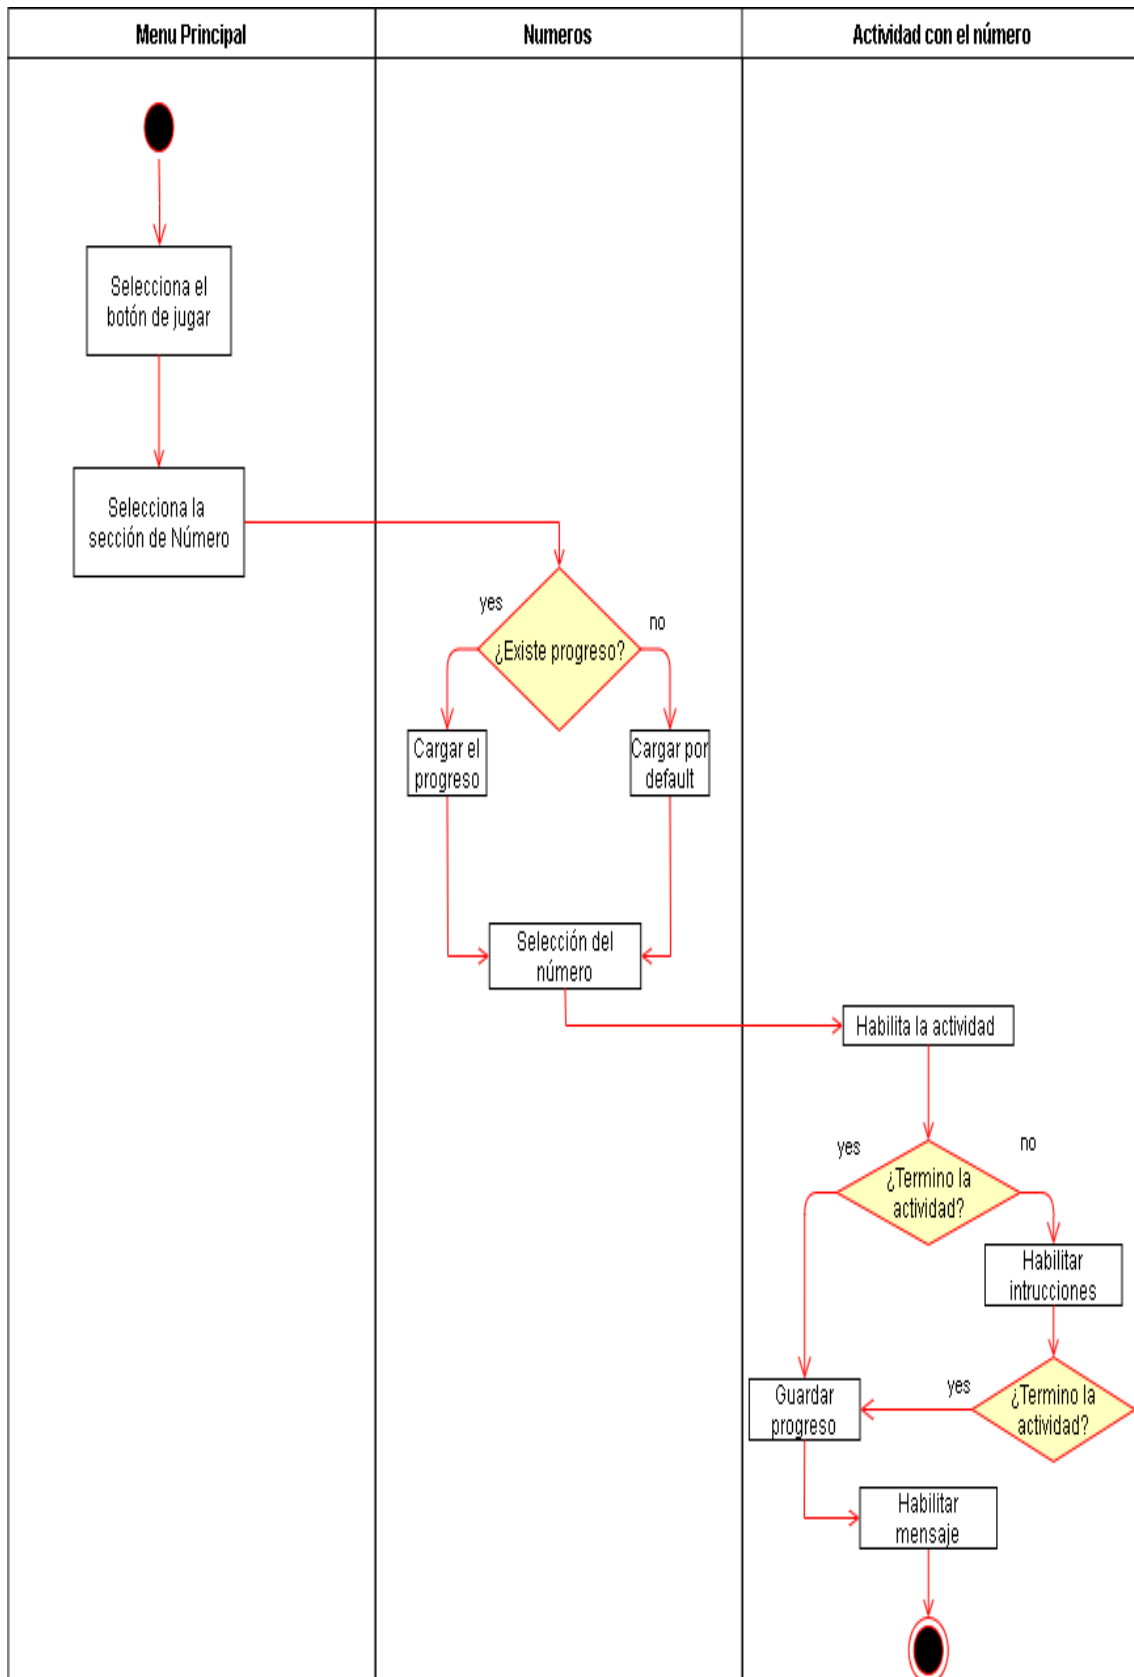 Menu Principal
Numeros
Actividad con el número
Selecciona el
botón de jugar
Selecciona la
sección de Número
yes
no
¿Existe progreso?
Cargar el
progreso
Cargar por
default
Selección del
número
Habilita la actividad
yes
no
¿Termino la
actividad?
Habilitar
intrucciones
yes
¿Termino la
actividad?
Guardar
progreso
Habilitar
mensaje